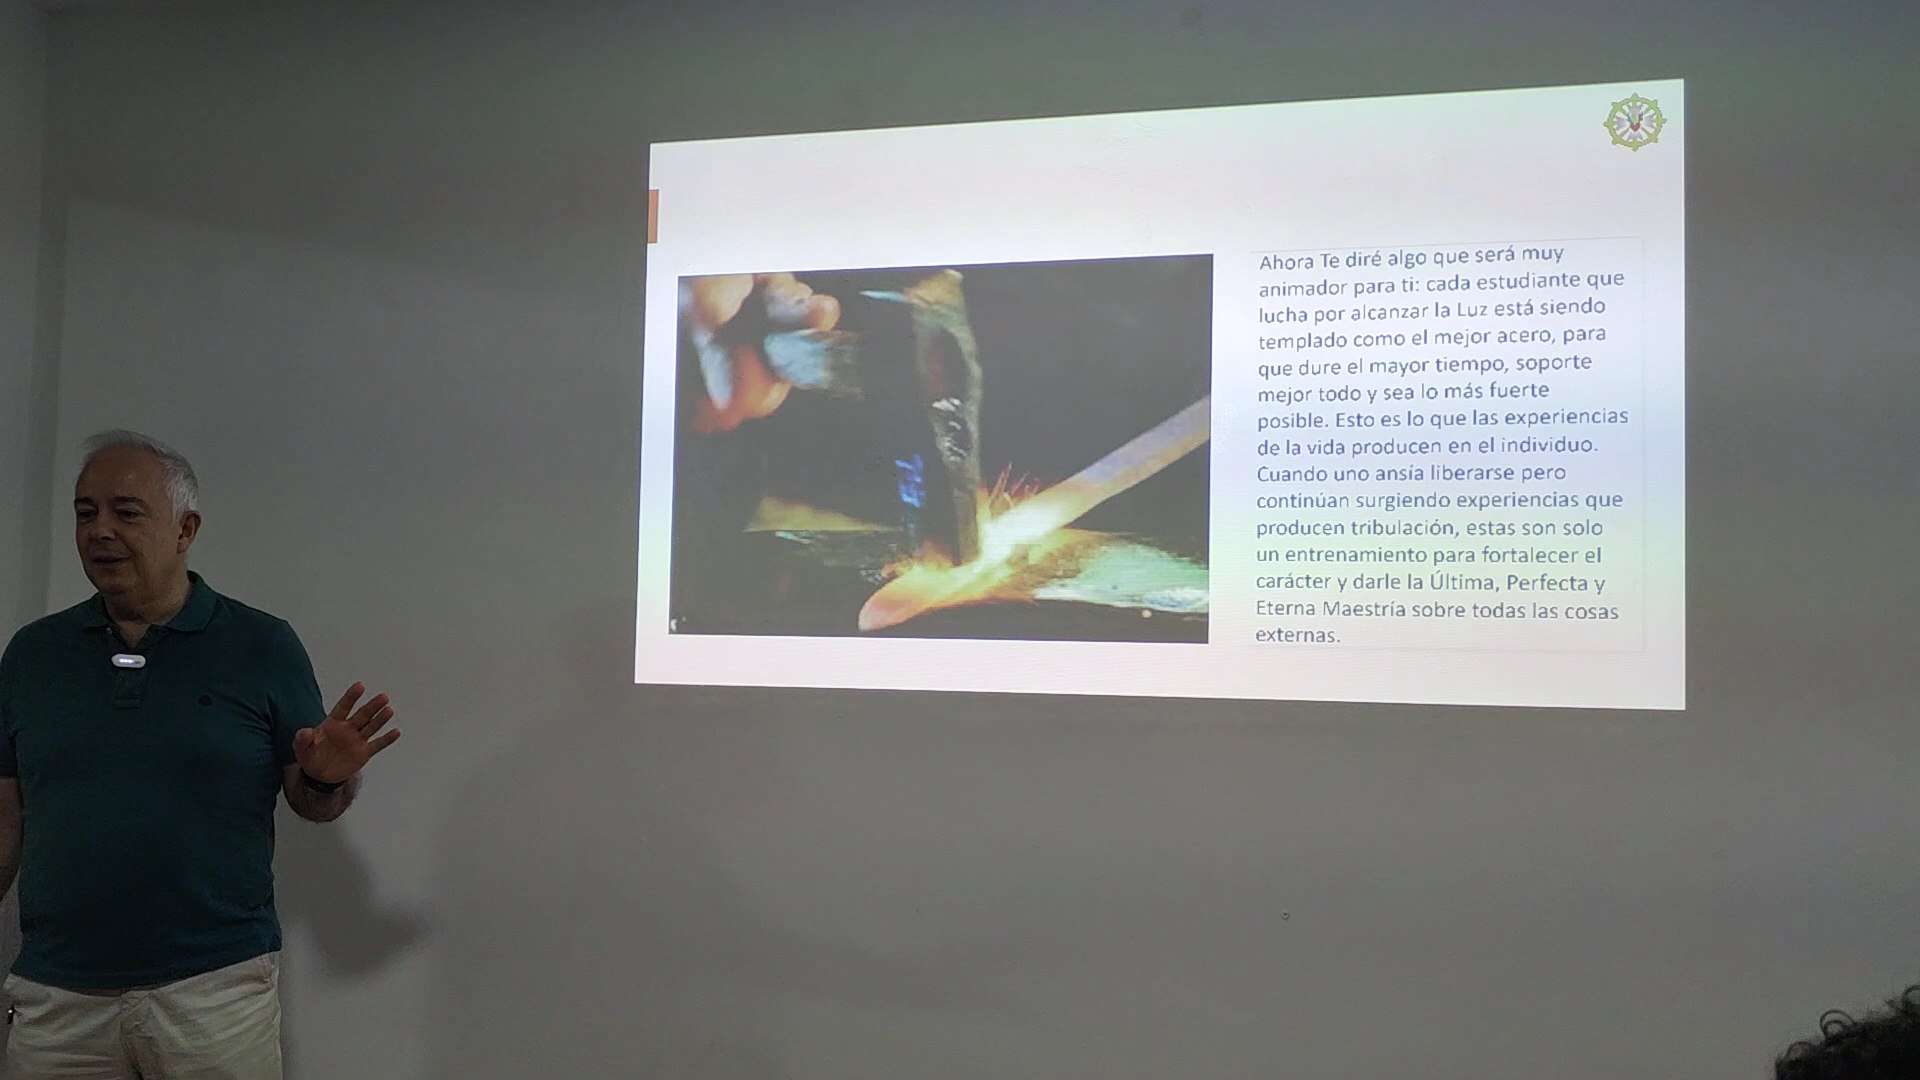 Ahora Te diré algo que será muy
animador para ti: cada estudiante que
lucha por alcanzar la Luz está siendo
templado como el mejor acero, para
que dure el mayor tiempo, soporte
mejor todo y sea lo más fuerte
posible. Esto es lo que las experiencias
de la vida producen en el individuo.
Cuando uno ansía liberarse pero
continúan surgiendo experiencias que
producen tribulación, estas son solo
un entrenamiento para fortalecer el
carácter y darle la Última, Perfecta y
Eterna Maestría sobre todas las cosas
externas.